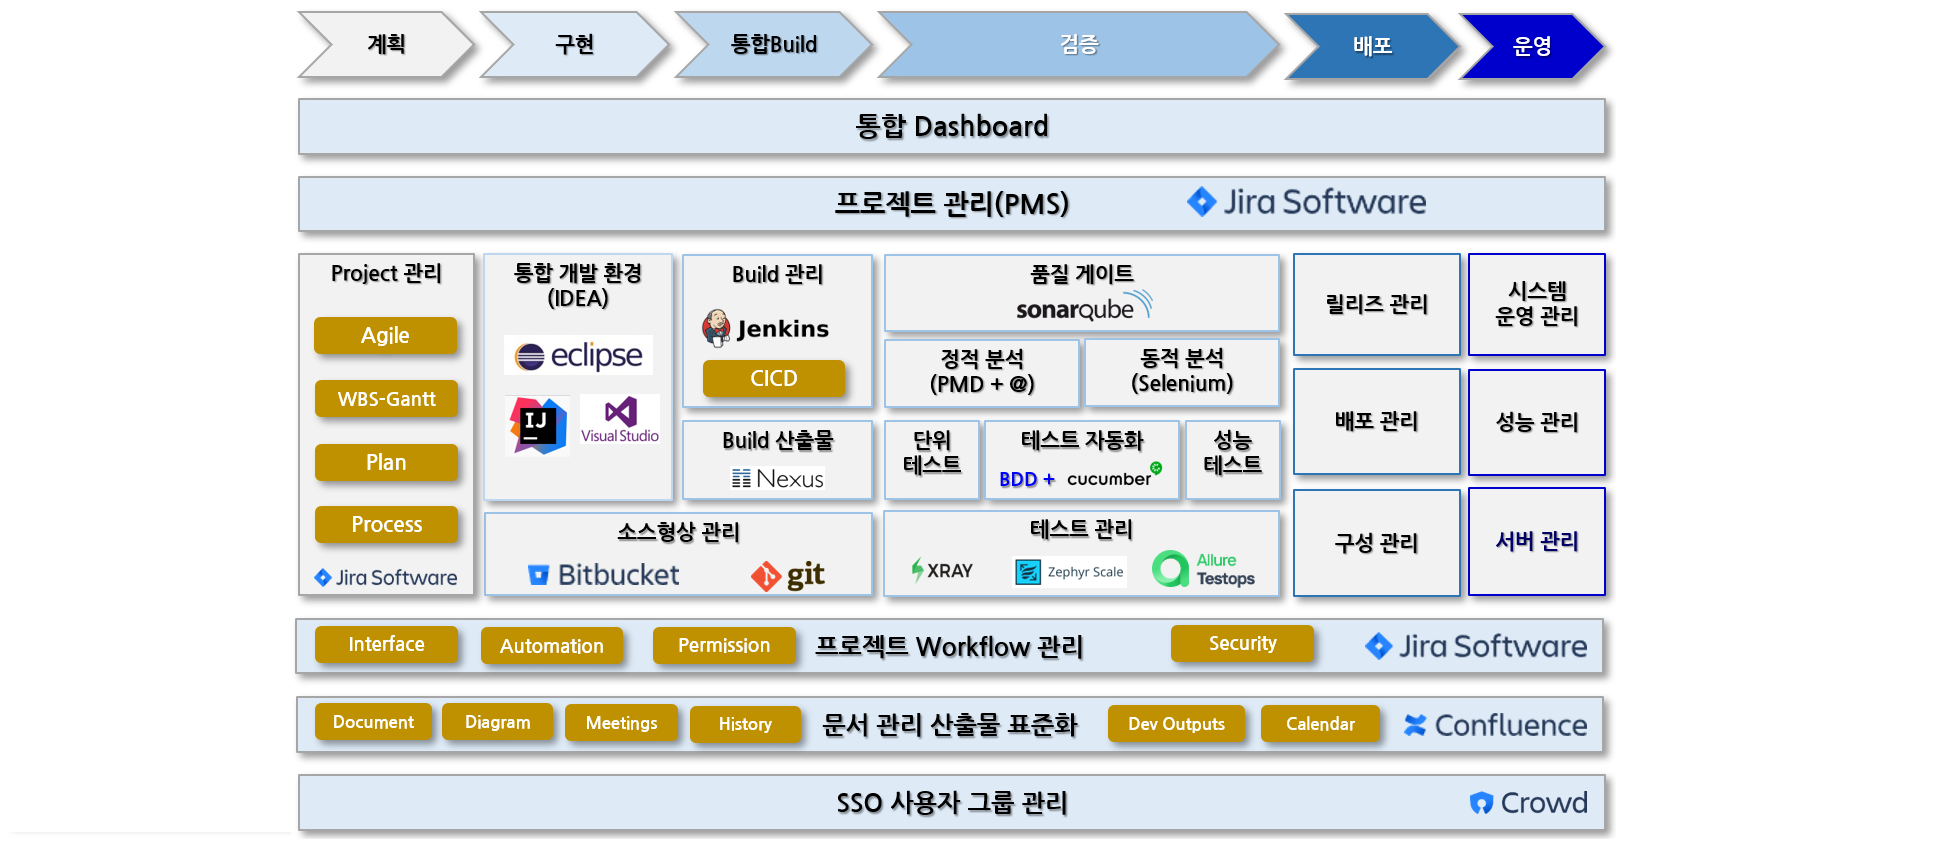 계획
구현
통합Build
검증
배포
운영
통합 Dashboard
프로젝트 관리(PMS)
Jira Software
Project 관리
Agile
WBS-Gantt
Plan
Process
Jira Software
통합 개발 환경
(IDEA)
eclipse
IJ
Visual Studio
Build 관리
Jenkins
CICD
Build 산출물
Nexus
소스형상 관리
Bitbucket
git
품질 게이트
sonarqube
정적 분석
(PMD + @)
동적 분석
(Selenium)
단위
테스트
테스트 자동화
BDD + cucumber
성능
테스트
테스트 관리
XRAY
Zephyr Scale
Allure
Testops
릴리즈 관리
배포 관리
구성 관리
시스템
운영 관리
성능 관리
서버 관리
Interface
Automation
Permission
프로젝트 Workflow 관리
Security
Jira Software
Document
Diagram
Meetings
History
문서 관리 산출물 표준화
Dev Outputs
Calendar
Confluence
SSO 사용자 그룹 관리
Crowd